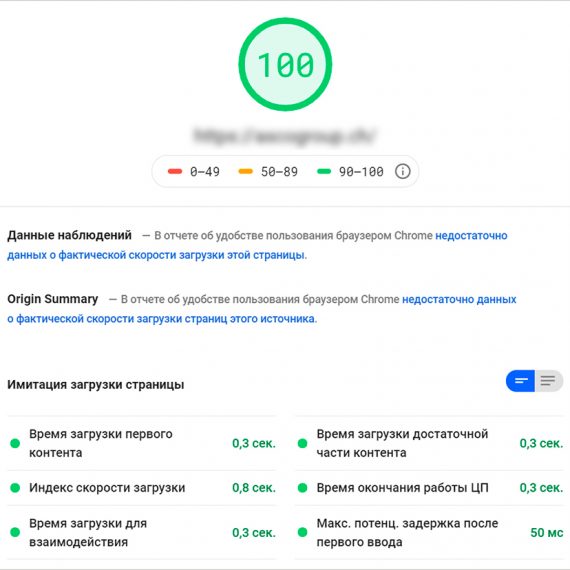 100
0–49 50–89 90–100
Данные наблюдений — В отчете об удобстве пользования браузером Chrome недостаточно
данных о фактической скорости загрузки этой страницы.
Origin Summary — В отчете об удобстве пользования браузером Chrome недостаточно данных
о фактической скорости загрузки страниц этого источника.
Имитация загрузки страницы
Время загрузки первого
контента
0,3 сек.
Время загрузки достаточной
части контента
0,3 сек.
Индекс скорости загрузки 0,8 сек.
Время окончания работы ЦП 0,3 сек.
Время загрузки для
взаимодействия
0,3 сек.
Макс. потенц. задержка после
первого ввода
50 мс